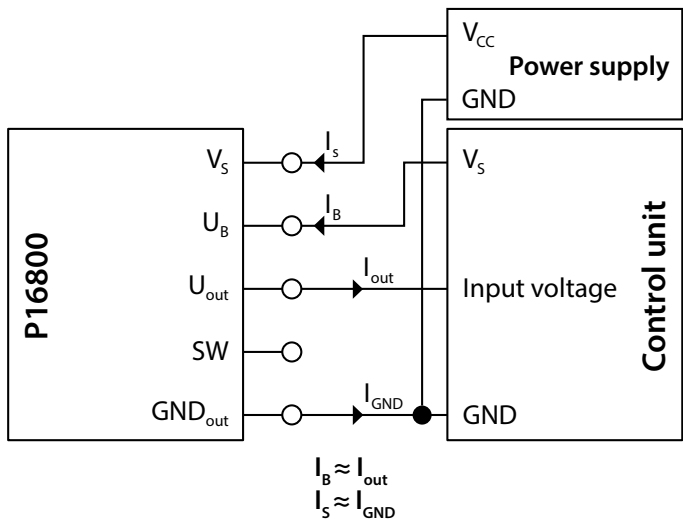 V_CC
Power supply
GND
P16800
V_S
I_s
V_S
U_B
I_B
U_out
I_out
Input voltage
SW
GND_out
I_GND
GND
Control unit
I_B ≈ I_out
I_S ≈ I_GND